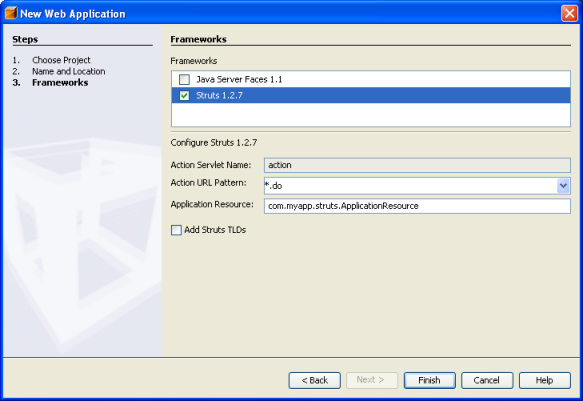 New Web Application
Steps
1. Choose Project
2. Name and Location
3. Frameworks
Frameworks
Frameworks
Java Server Faces 1.1
Struts 1.2.7
Configure Struts 1.2.7
Action Servlet Name: action
Action URL Pattern: *.do
Application Resource: com.myapp.struts.ApplicationResource
Add Struts TLDs
< Back Next > Finish Cancel Help